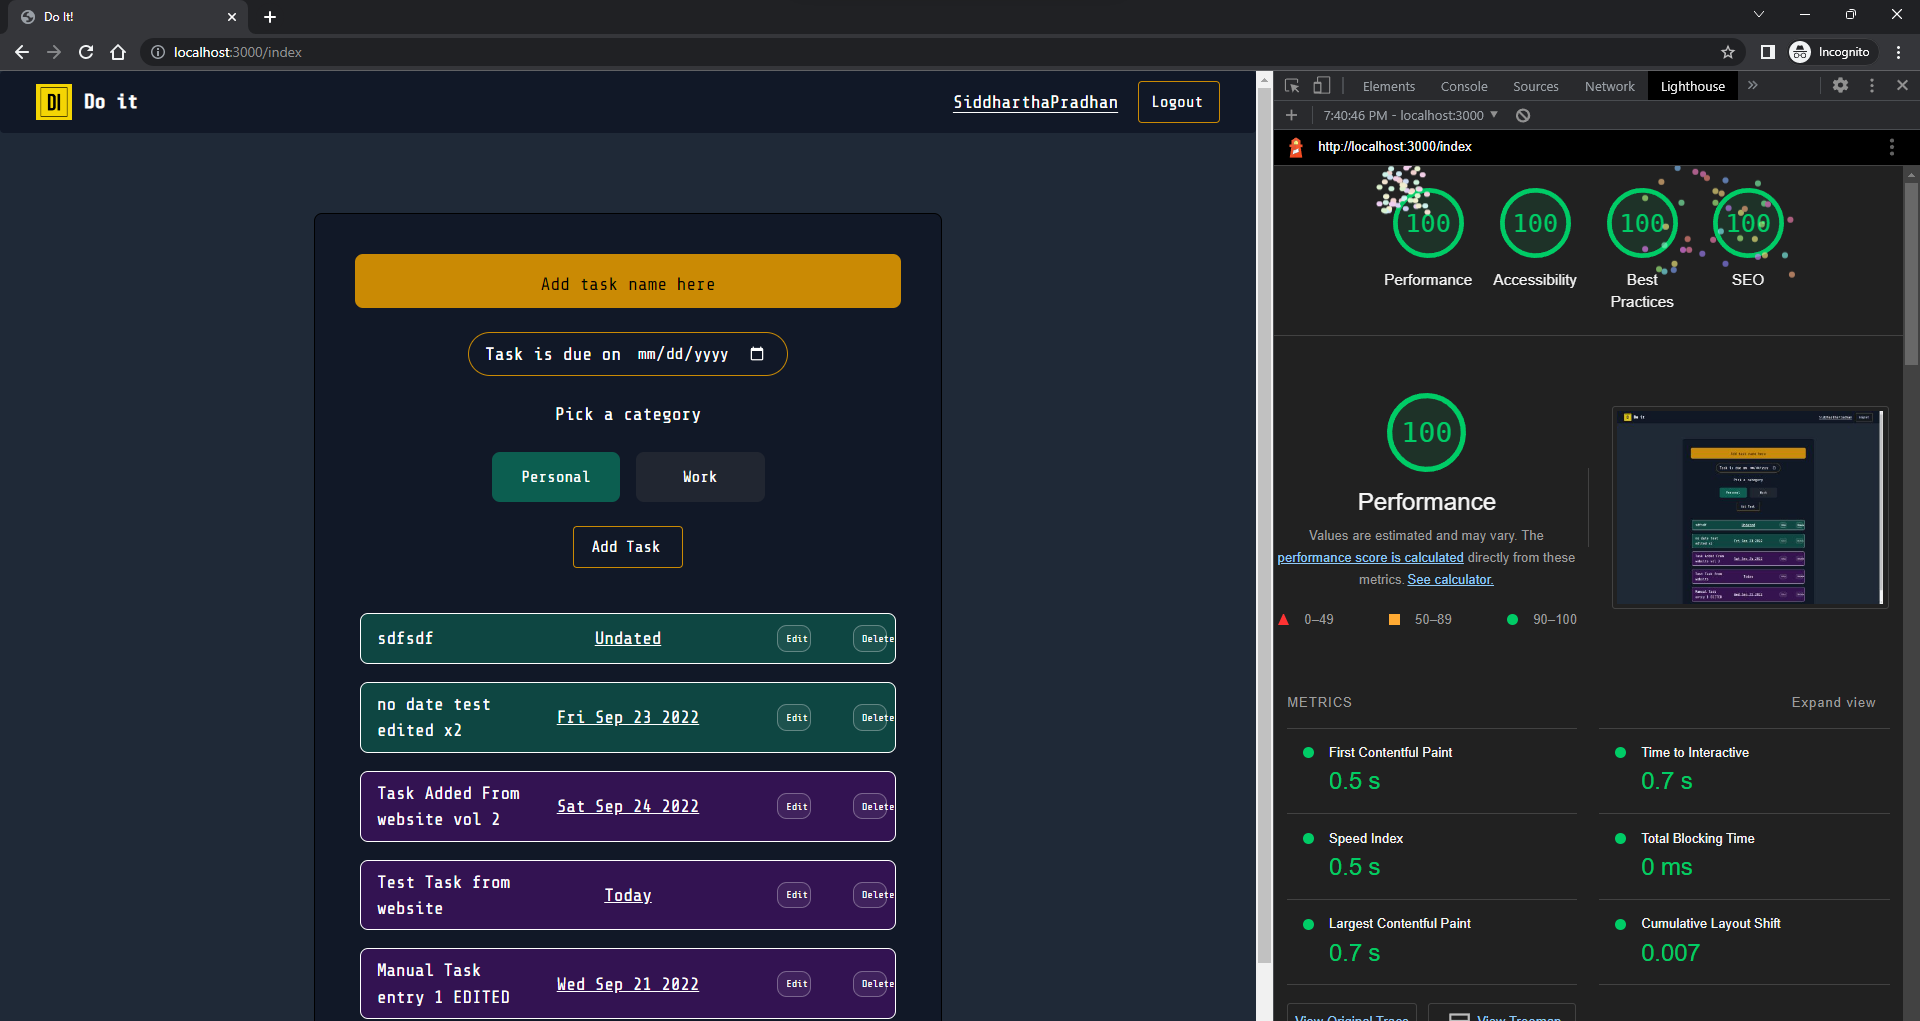 Do It!
localhost:3000/index
Incognito
DI Do it
SiddharthaPradhan
Logout
Add task name here
Task is due on mm/dd/yyyy
Pick a category
Personal
Work
Add Task
sdfsdf Undated Edit Delete
no date test
edited x2
Fri Sep 23 2022 Edit Delete
Task Added From
website vol 2
Sat Sep 24 2022 Edit Delete
Test Task from
website
Today Edit Delete
Manual Task
entry 1 EDITED
Wed Sep 21 2022 Edit Delete
Elements Console Sources Network Lighthouse
7:40:46 PM - localhost:3000
http://localhost:3000/index
100 100 100 100
Performance Accessibility Best
Practices
SEO
100
Performance
Values are estimated and may vary. The
performance score is calculated directly from these
metrics. See calculator.
0–49 50–89 90–100
METRICS Expand view
First Contentful Paint
0.5 s
Time to Interactive
0.7 s
Speed Index
0.5 s
Total Blocking Time
0 ms
Largest Contentful Paint
0.7 s
Cumulative Layout Shift
0.007
View Original Trace View Treemap